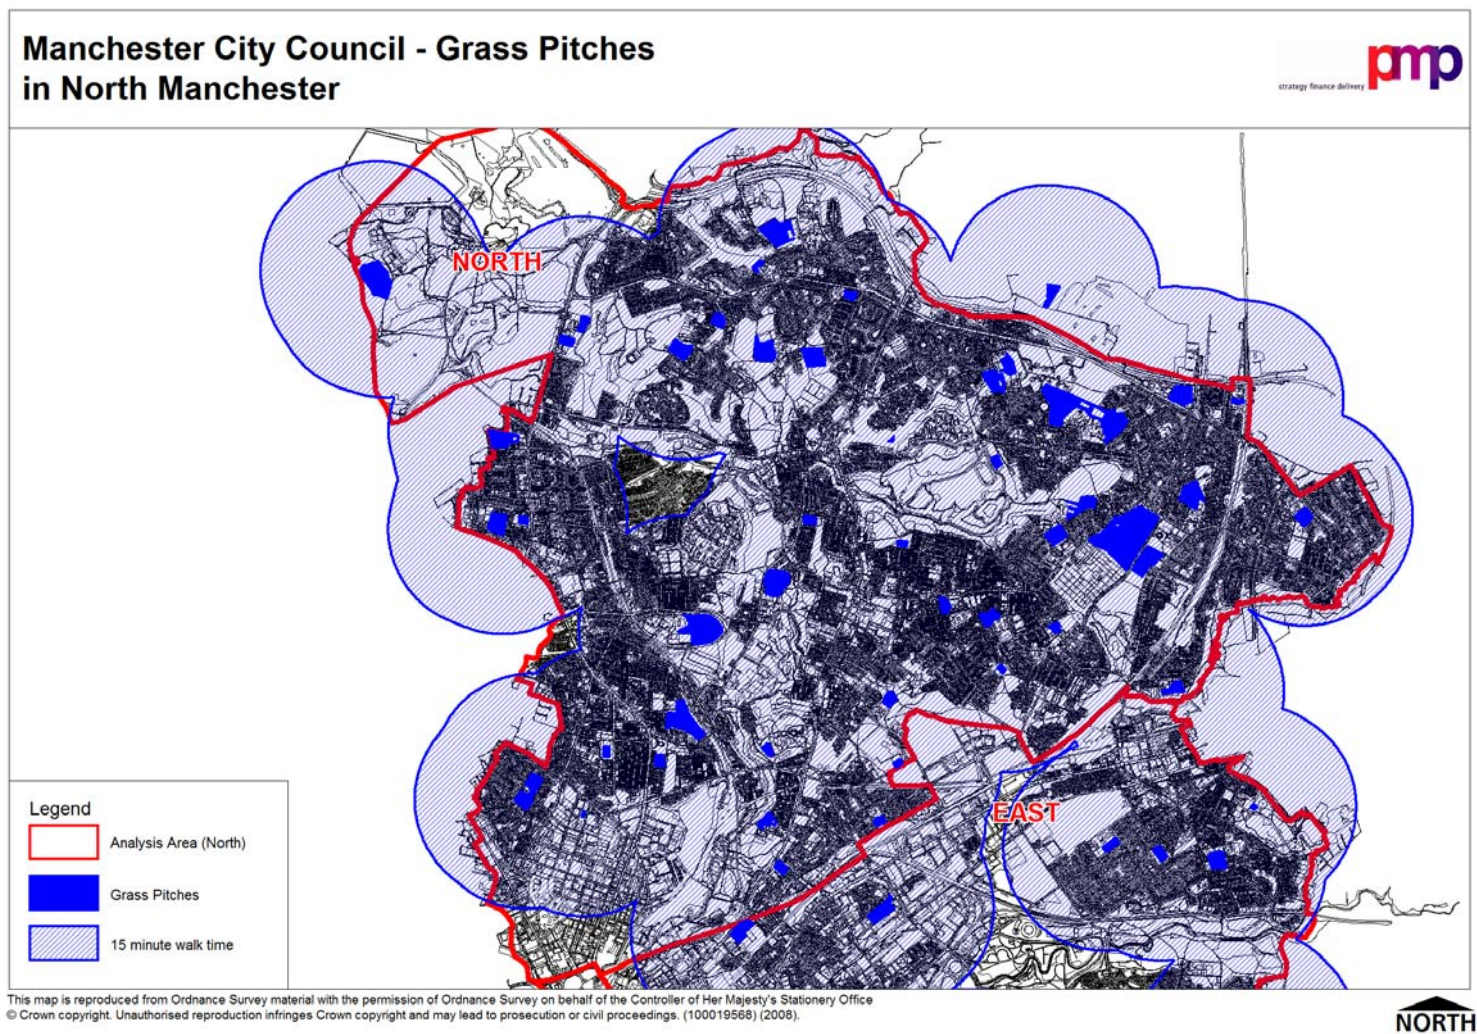 Manchester City Council - Grass Pitches
in North Manchester
pmp
strategy finance delivery
NORTH
EAST
Legend
Analysis Area (North)
Grass Pitches
15 minute walk time
This map is reproduced from Ordnance Survey material with the permission of Ordnance Survey on behalf of the Controller of Her Majesty's Stationery Office
© Crown copyright. Unauthorised reproduction infringes Crown copyright and may lead to prosecution or civil proceedings. (100019568) (2008).
NORTH